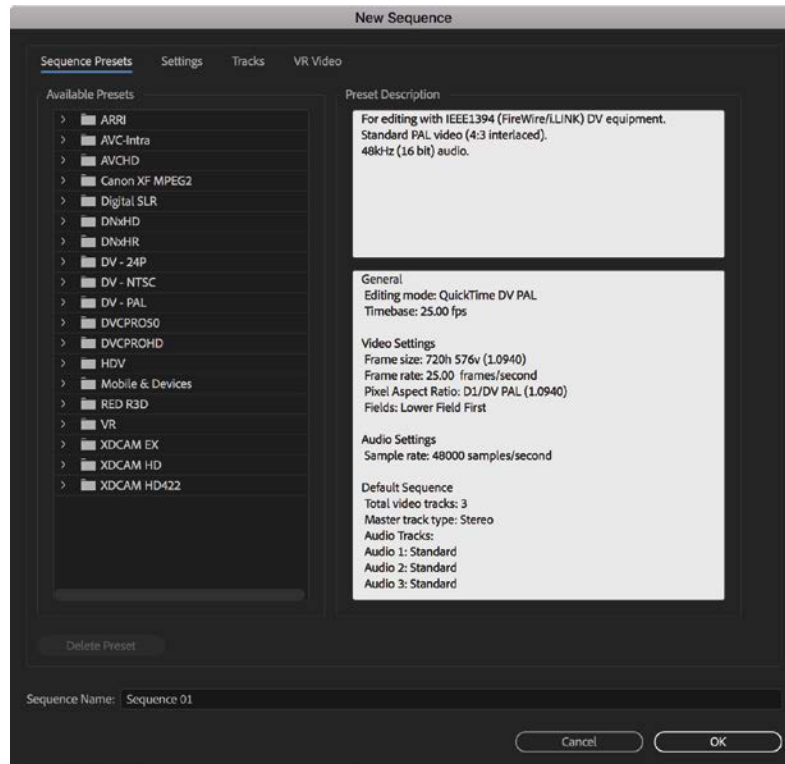 New Sequence
Sequence Presets Settings Tracks VR Video
Available Presets
ARRI
AVC-Intra
AVCHD
Canon XF MPEG2
Digital SLR
DNxHD
DNxHR
DV - 24P
DV - NTSC
DV - PAL
DVCPRO50
DVCPROHD
HDV
Mobile & Devices
RED R3D
VR
XDCAM EX
XDCAM HD
XDCAM HD422
Delete Preset
Preset Description
For editing with IEEE1394 (FireWire/i.LINK) DV equipment.
Standard PAL video (4:3 interlaced).
48kHz (16 bit) audio.
General
Editing mode: QuickTime DV PAL
Timebase: 25.00 fps
Video Settings
Frame size: 720h 576v (1.0940)
Frame rate: 25.00 frames/second
Pixel Aspect Ratio: D1/DV PAL (1.0940)
Fields: Lower Field First
Audio Settings
Sample rate: 48000 samples/second
Default Sequence
Total video tracks: 3
Master track type: Stereo
Audio Tracks:
Audio 1: Standard
Audio 2: Standard
Audio 3: Standard
Sequence Name: Sequence 01
Cancel OK